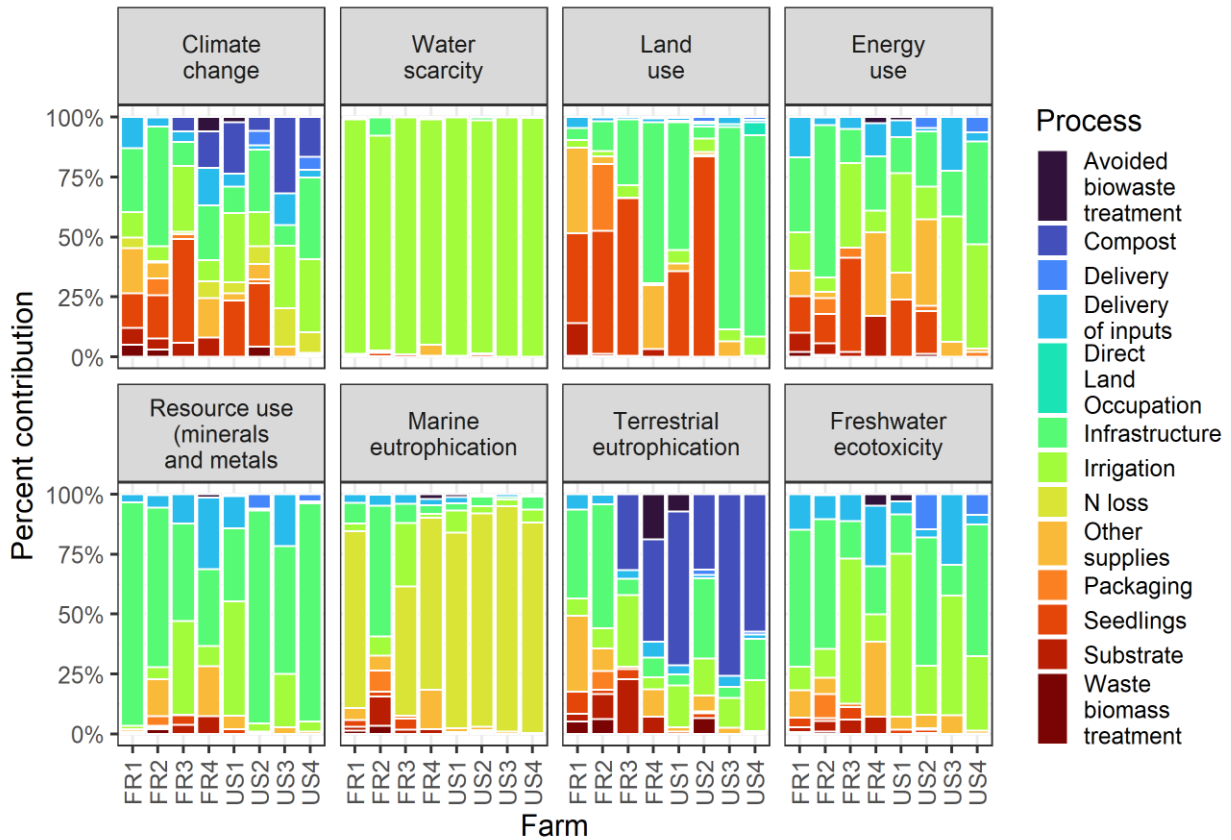 Climate
change
Water
scarcity
Land
use
Energy
use
100%
75%
50%
25%
0%
Resource use
(minerals
and metals
Marine
eutrophication
Terrestrial
eutrophication
Freshwater
ecotoxicity
100%
75%
50%
25%
0%
Percent contribution
FR1
FR2
FR3
FR4
US1
US2
US3
US4
FR1
FR2
FR3
FR4
US1
US2
US3
US4
FR1
FR2
FR3
FR4
US1
US2
US3
US4
FR1
FR2
FR3
FR4
US1
US2
US3
US4
Farm
Process
Avoided
biowaste
treatment
Compost
Delivery
Delivery
of inputs
Direct
Land
Occupation
Infrastructure
Irrigation
N loss
Other
supplies
Packaging
Seedlings
Substrate
Waste
biomass
treatment